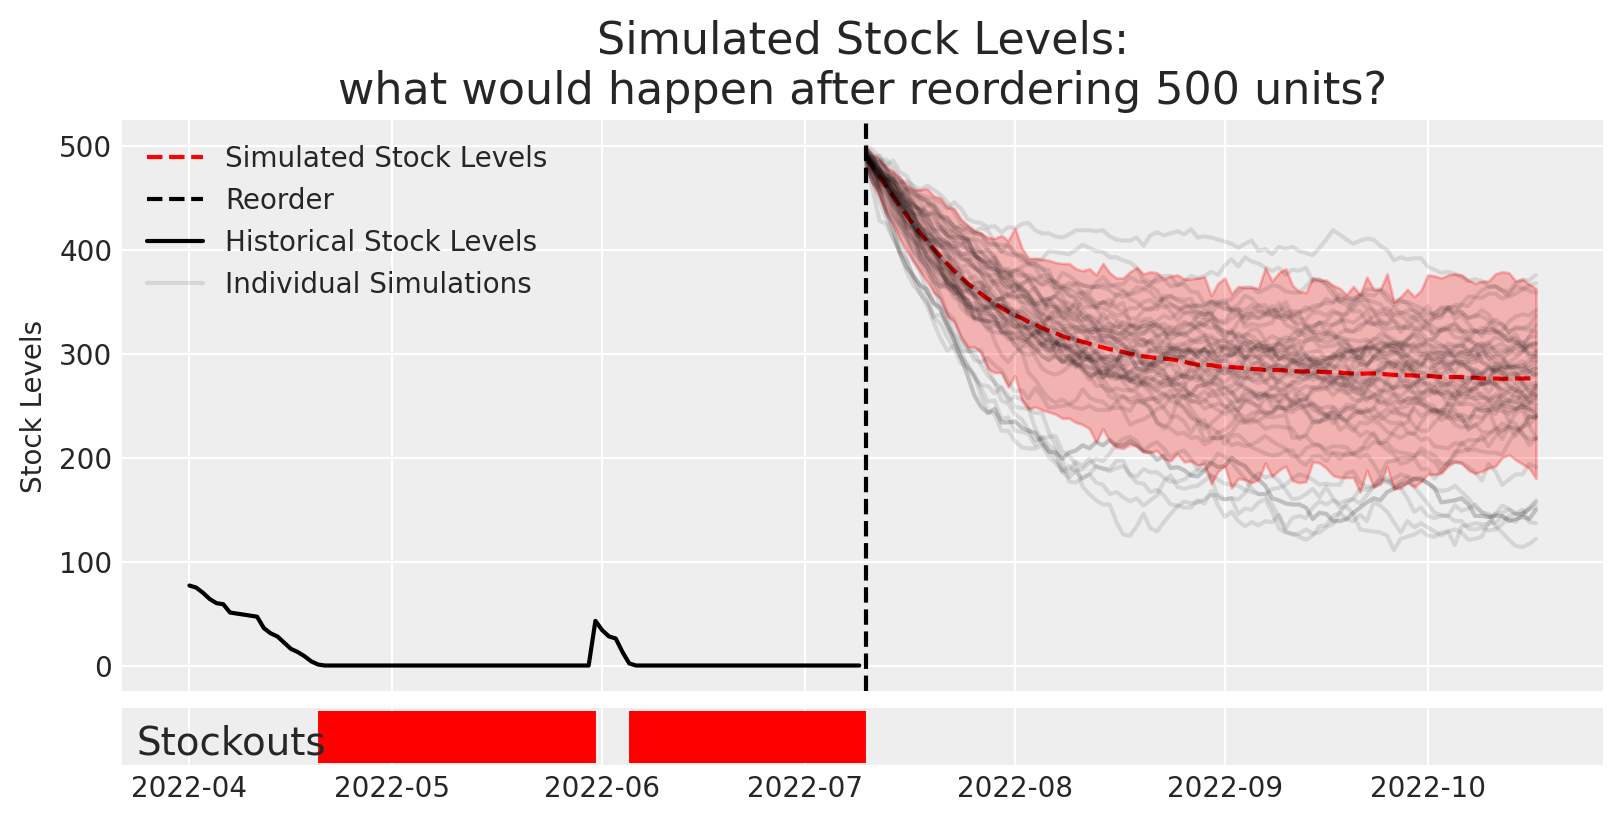 Simulated Stock Levels:
what would happen after reordering 500 units?
Simulated Stock Levels
Reorder
Historical Stock Levels
Individual Simulations
Stock Levels
500
400
300
200
100
0
Stockouts
2022-04 2022-05 2022-06 2022-07 2022-08 2022-09 2022-10